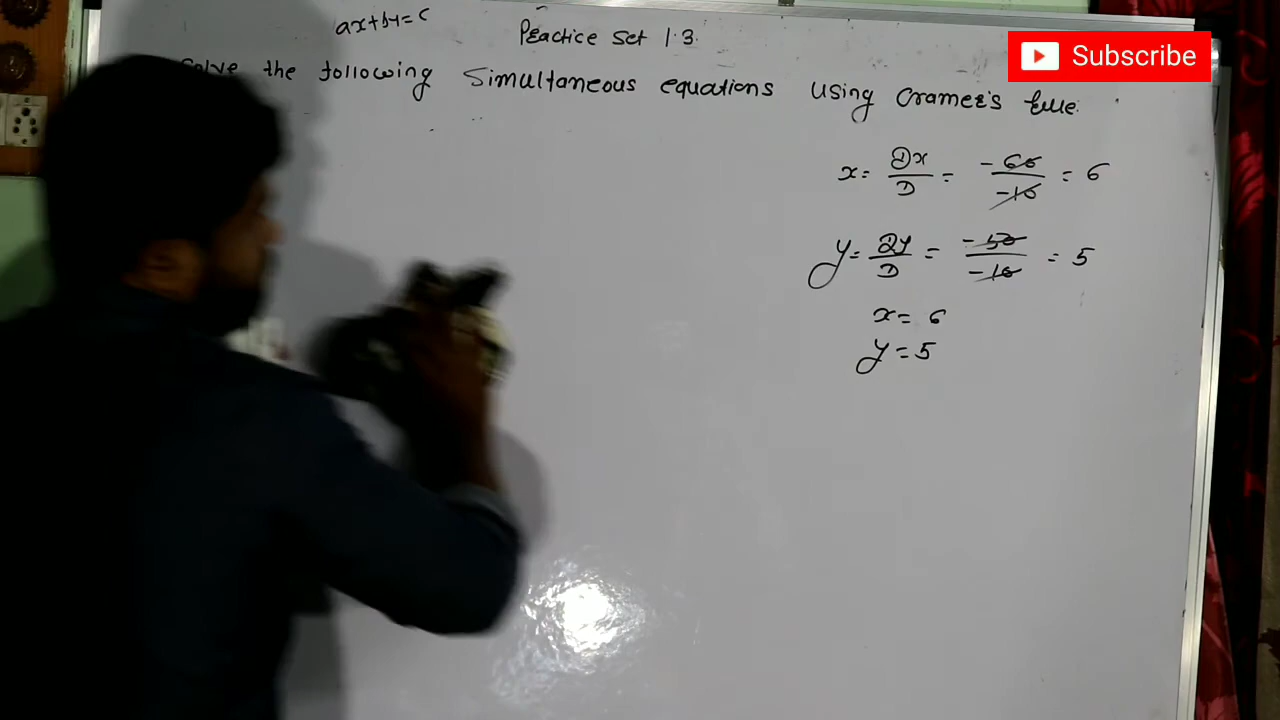 ax+by=c
Practice Set 1.3
Subscribe
Solve the following Simultaneous equations using Cramer's Rule.
x = Dx/D = -60/-10 = 6
y = Dy/D = -50/-10 = 5
x = 6
y = 5